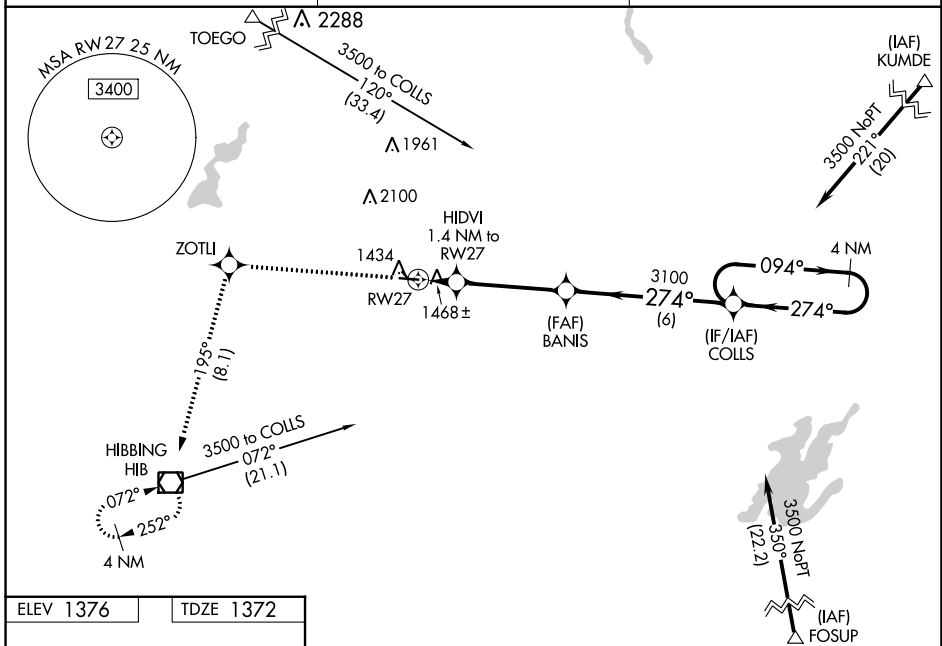 MSA RW 27 25 NM
3400
TOEGO
2288
3500 to COLLS
120°
(33.4)
1961
2100
(IAF)
KUMDE
3500 NoPT
221°
(20)
ZOTLI
1434
RW27
HIDVI
1.4 NM to
RW27
1468±
(FAF)
BANIS
3100
274°
(6)
(IF/IAF)
COLLS
094°
4 NM
274°
195°
(8.1)
HIBBING
HIB
3500 to COLLS
072°
(21.1)
072°
252°
4 NM
3500 NoPT
350°
(22.2)
(IAF)
FOSUP
ELEV 1376
TDZE 1372